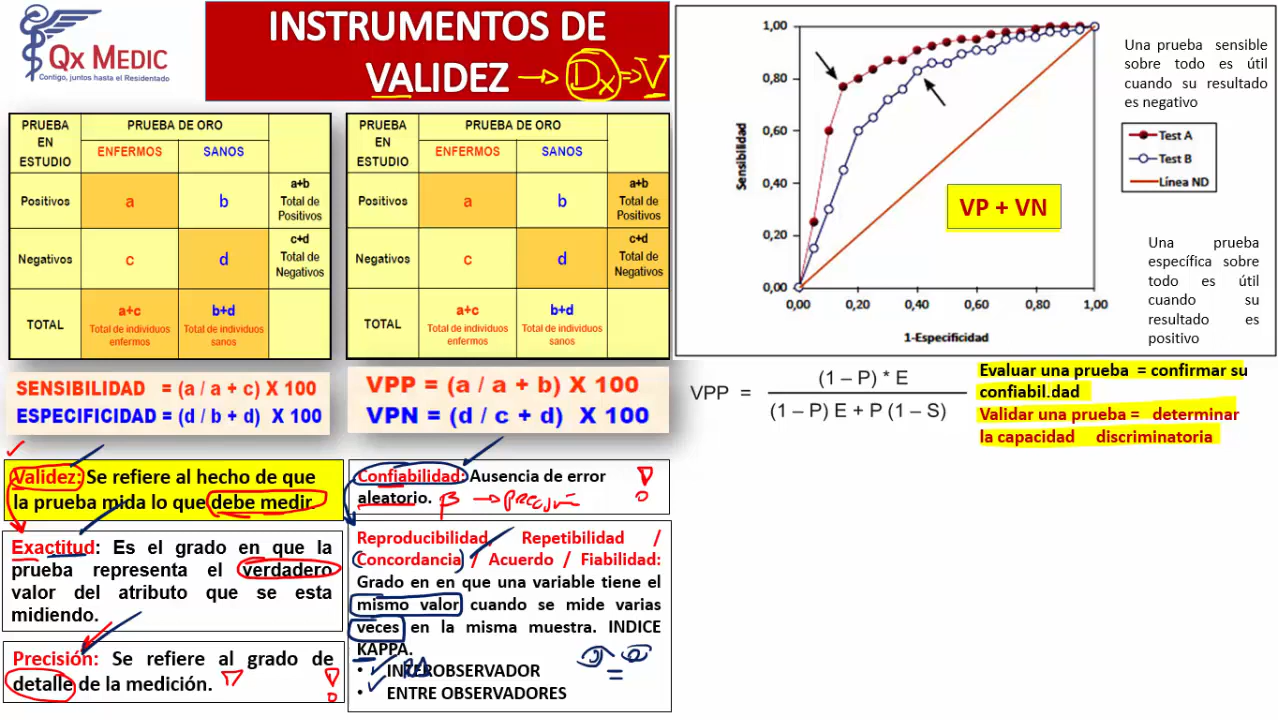 Qx MEDIC
Contigo, juntos hasta el Residentado
INSTRUMENTOS DE
VALIDEZ → Dx ⇒ V
PRUEBA EN ESTUDIO
PRUEBA DE ORO
ENFERMOS SANOS
Positivos a b a+b Total de Positivos
Negativos c d c+d Total de Negativos
TOTAL a+c Total de individuos enfermos b+d Total de individuos sanos
SENSIBILIDAD = (a / a + c) X 100
ESPECIFICIDAD = (d / b + d) X 100
PRUEBA EN ESTUDIO
PRUEBA DE ORO
ENFERMOS SANOS
Positivos a b a+b Total de Positivos
Negativos c d c+d Total de Negativos
TOTAL a+c Total de individuos enfermos b+d Total de individuos sanos
VPP = (a / a + b) X 100
VPN = (d / c + d) X 100
Sensibilidad
1,00
0,80
0,60
0,40
0,20
0,00
0,00 0,20 0,40 0,60 0,80 1,00
1-Especificidad
VP + VN
Una prueba sensible
sobre todo es útil
cuando su resultado
es negativo
Test A
Test B
Línea ND
Una prueba
específica sobre
todo es útil
cuando su
resultado es
positivo
VPP = (1 – P) * E
(1 – P) E + P (1 – S)
Evaluar una prueba = confirmar su
confiabil.dad
Validar una prueba = determinar
la capacidad discriminatoria
Validez: Se refiere al hecho de que
la prueba mida lo que debe medir.
Exactitud: Es el grado en que la
prueba representa el verdadero
valor del atributo que se esta
midiendo.
Precisión: Se refiere al grado de
detalle de la medición.
Confiabilidad: Ausencia de error
aleatorio.
Reproducibilidad, Repetibilidad /
(Concordancia) / Acuerdo / Fiabilidad:
Grado en en que una variable tiene el
mismo valor cuando se mide varias
veces en la misma muestra. INDICE
KAPPA.
• INTEROBSERVADOR
• ENTRE OBSERVADORES